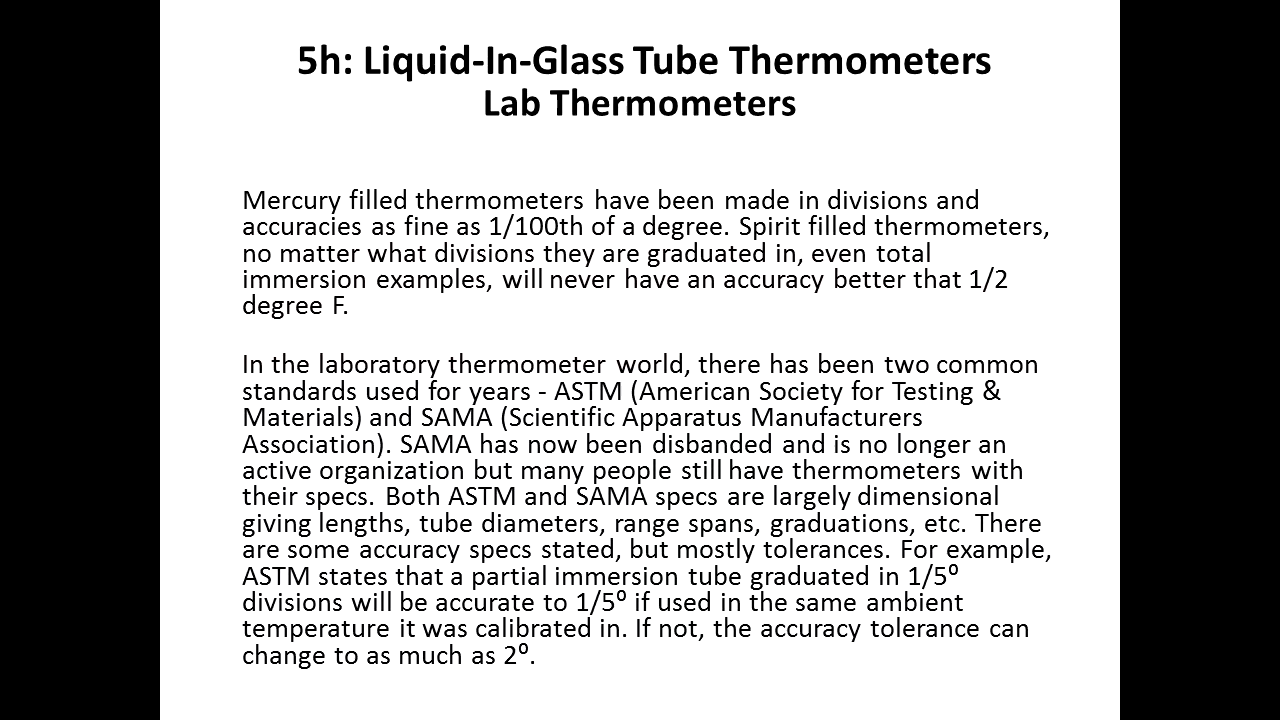 5h: Liquid-In-Glass Tube Thermometers
Lab Thermometers
Mercury filled thermometers have been made in divisions and
accuracies as fine as 1/100th of a degree. Spirit filled thermometers,
no matter what divisions they are graduated in, even total
immersion examples, will never have an accuracy better that 1/2
degree F.
In the laboratory thermometer world, there has been two common
standards used for years - ASTM (American Society for Testing &
Materials) and SAMA (Scientific Apparatus Manufacturers
Association). SAMA has now been disbanded and is no longer an
active organization but many people still have thermometers with
their specs. Both ASTM and SAMA specs are largely dimensional
giving lengths, tube diameters, range spans, graduations, etc. There
are some accuracy specs stated, but mostly tolerances. For example,
ASTM states that a partial immersion tube graduated in 1/5⁰
divisions will be accurate to 1/5⁰ if used in the same ambient
temperature it was calibrated in. If not, the accuracy tolerance can
change to as much as 2⁰.